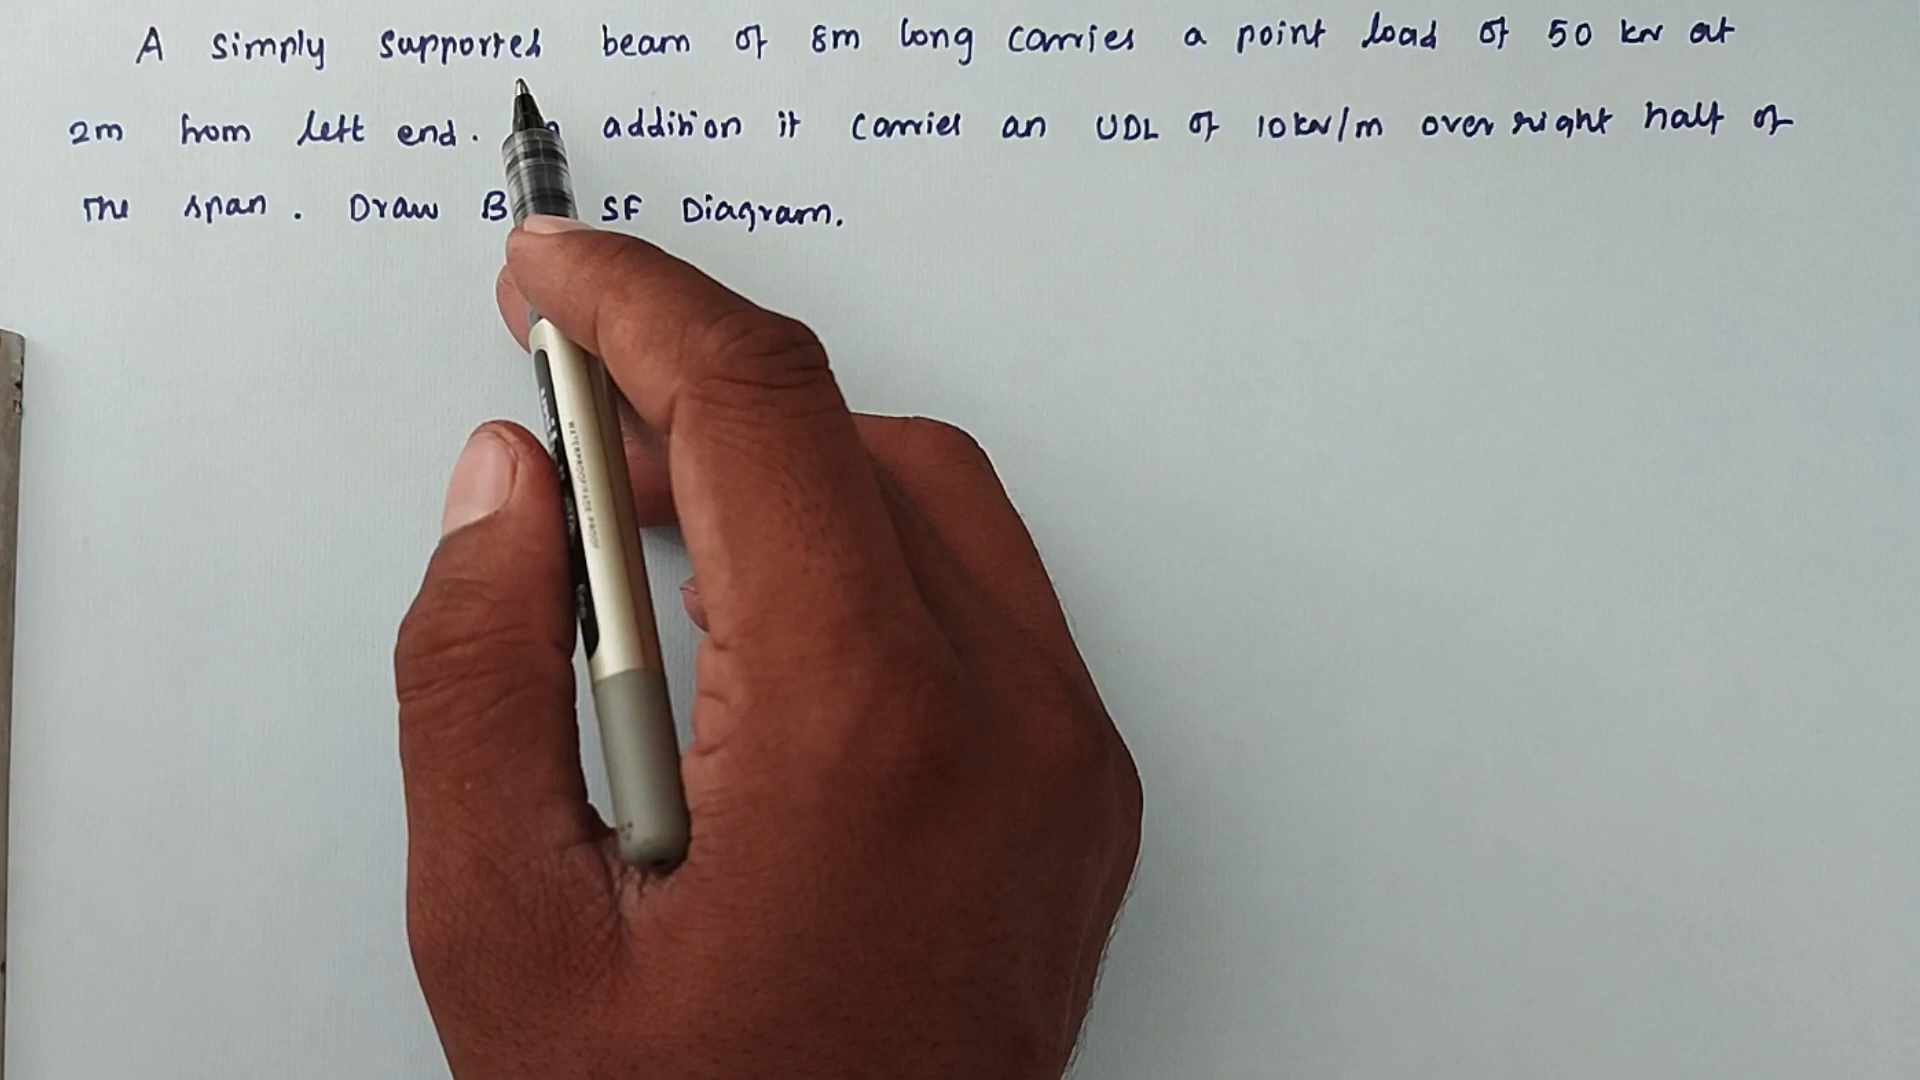 A simply supported beam of 8m long carries a point load of 50 kN at
2m from left end. addition it carries an UDL of 10kN/m over right half of
The span. Draw B SF Diagram.